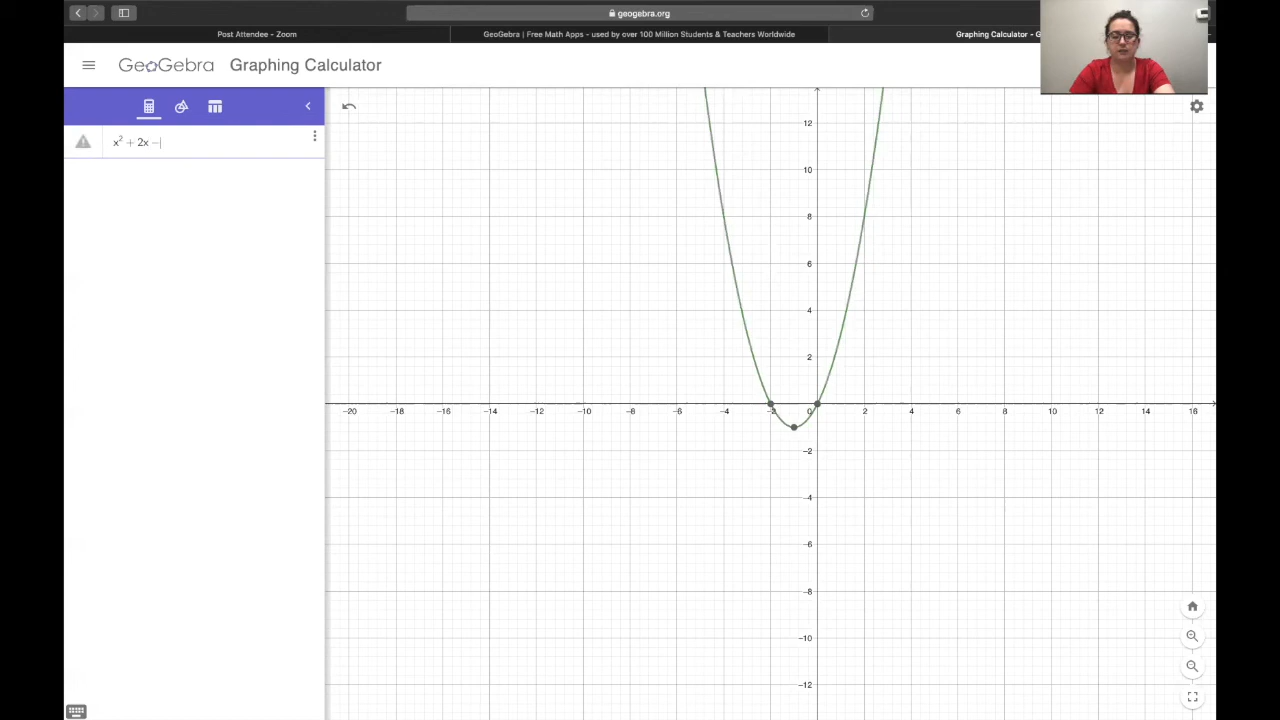 geogebra.org
Post Attendee - Zoom
GeoGebra | Free Math Apps - used by over 100 Million Students & Teachers Worldwide
Graphing Calculator - G
GeoGebra Graphing Calculator
x² + 2x −
12
10
8
6
4
2
−20 −18 −16 −14 −12 −10 −8 −6 −4 −2 0 2 4 6 8 10 12 14 16
−2
−4
−6
−8
−10
−12